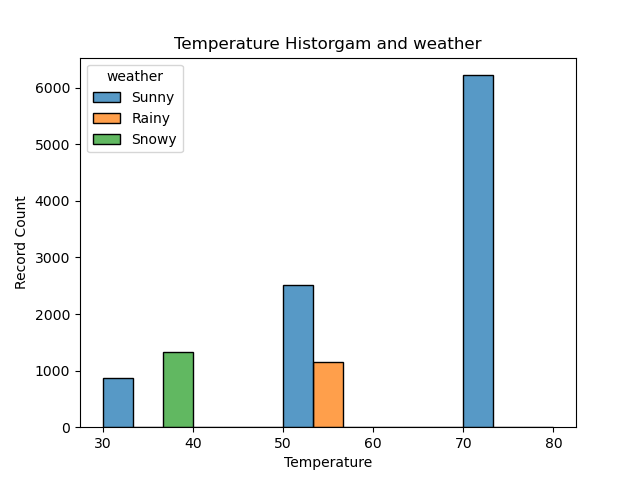 Temperature Historgam and weather
weather
Sunny
Rainy
Snowy
6000
5000
4000
3000
2000
1000
0
Record Count
30 40 50 60 70 80
Temperature